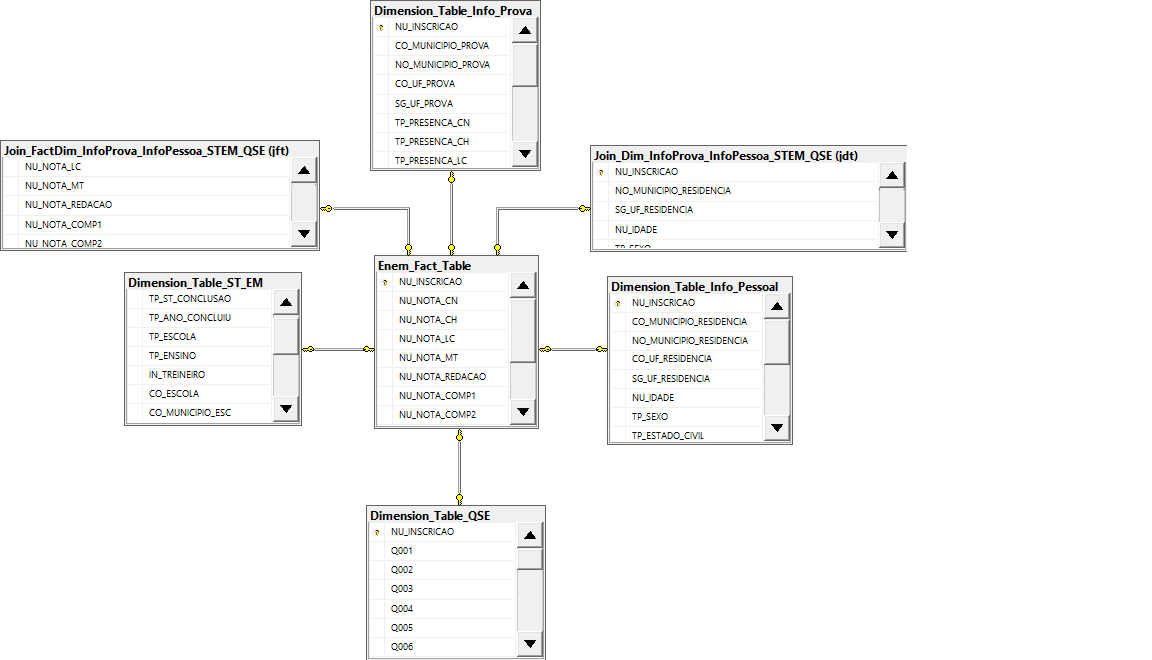 Dimension_Table_Info_Prova
NU_INSCRICAO
CO_MUNICIPIO_PROVA
NO_MUNICIPIO_PROVA
CO_UF_PROVA
SG_UF_PROVA
TP_PRESENCA_CN
TP_PRESENCA_CH
TP_PRESENCA_LC
Join_FactDim_InfoProva_InfoPessoa_STEM_QSE (jft)
NU_NOTA_LC
NU_NOTA_MT
NU_NOTA_REDACAO
NU_NOTA_COMP1
NU_NOTA_COMP2
Join_Dim_InfoProva_InfoPessoa_STEM_QSE (jdt)
NU_INSCRICAO
NO_MUNICIPIO_RESIDENCIA
SG_UF_RESIDENCIA
NU_IDADE
TP_SEXO
Dimension_Table_ST_EM
TP_ST_CONCLUSAO
TP_ANO_CONCLUIU
TP_ESCOLA
TP_ENSINO
IN_TREINEIRO
CO_ESCOLA
CO_MUNICIPIO_ESC
Enem_Fact_Table
NU_INSCRICAO
NU_NOTA_CN
NU_NOTA_CH
NU_NOTA_LC
NU_NOTA_MT
NU_NOTA_REDACAO
NU_NOTA_COMP1
NU_NOTA_COMP2
Dimension_Table_Info_Pessoal
NU_INSCRICAO
CO_MUNICIPIO_RESIDENCIA
NO_MUNICIPIO_RESIDENCIA
CO_UF_RESIDENCIA
SG_UF_RESIDENCIA
NU_IDADE
TP_SEXO
TP_ESTADO_CIVIL
Dimension_Table_QSE
NU_INSCRICAO
Q001
Q002
Q003
Q004
Q005
Q006